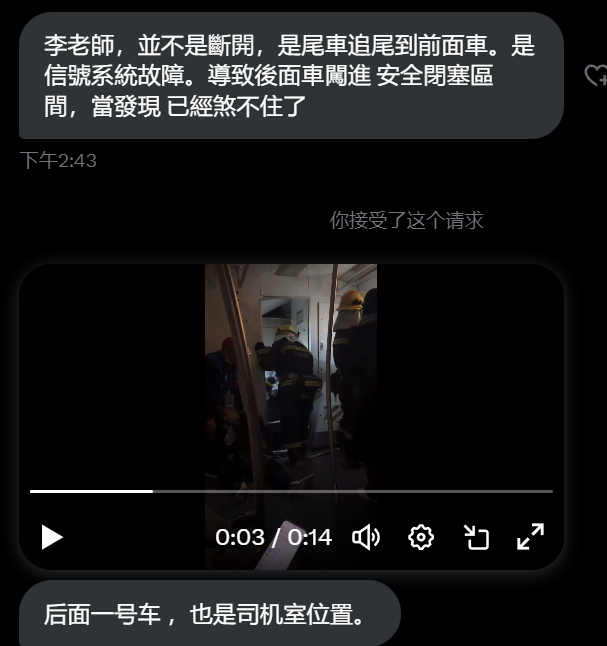 李老師，並不是斷開，是尾車追尾到前面車。是
信號系統故障。導致後面車闖進 安全閉塞區
間，當發現 已經煞不住了
下午2:43
你接受了这个请求
0:03 / 0:14
后面一号车 ，也是司机室位置。